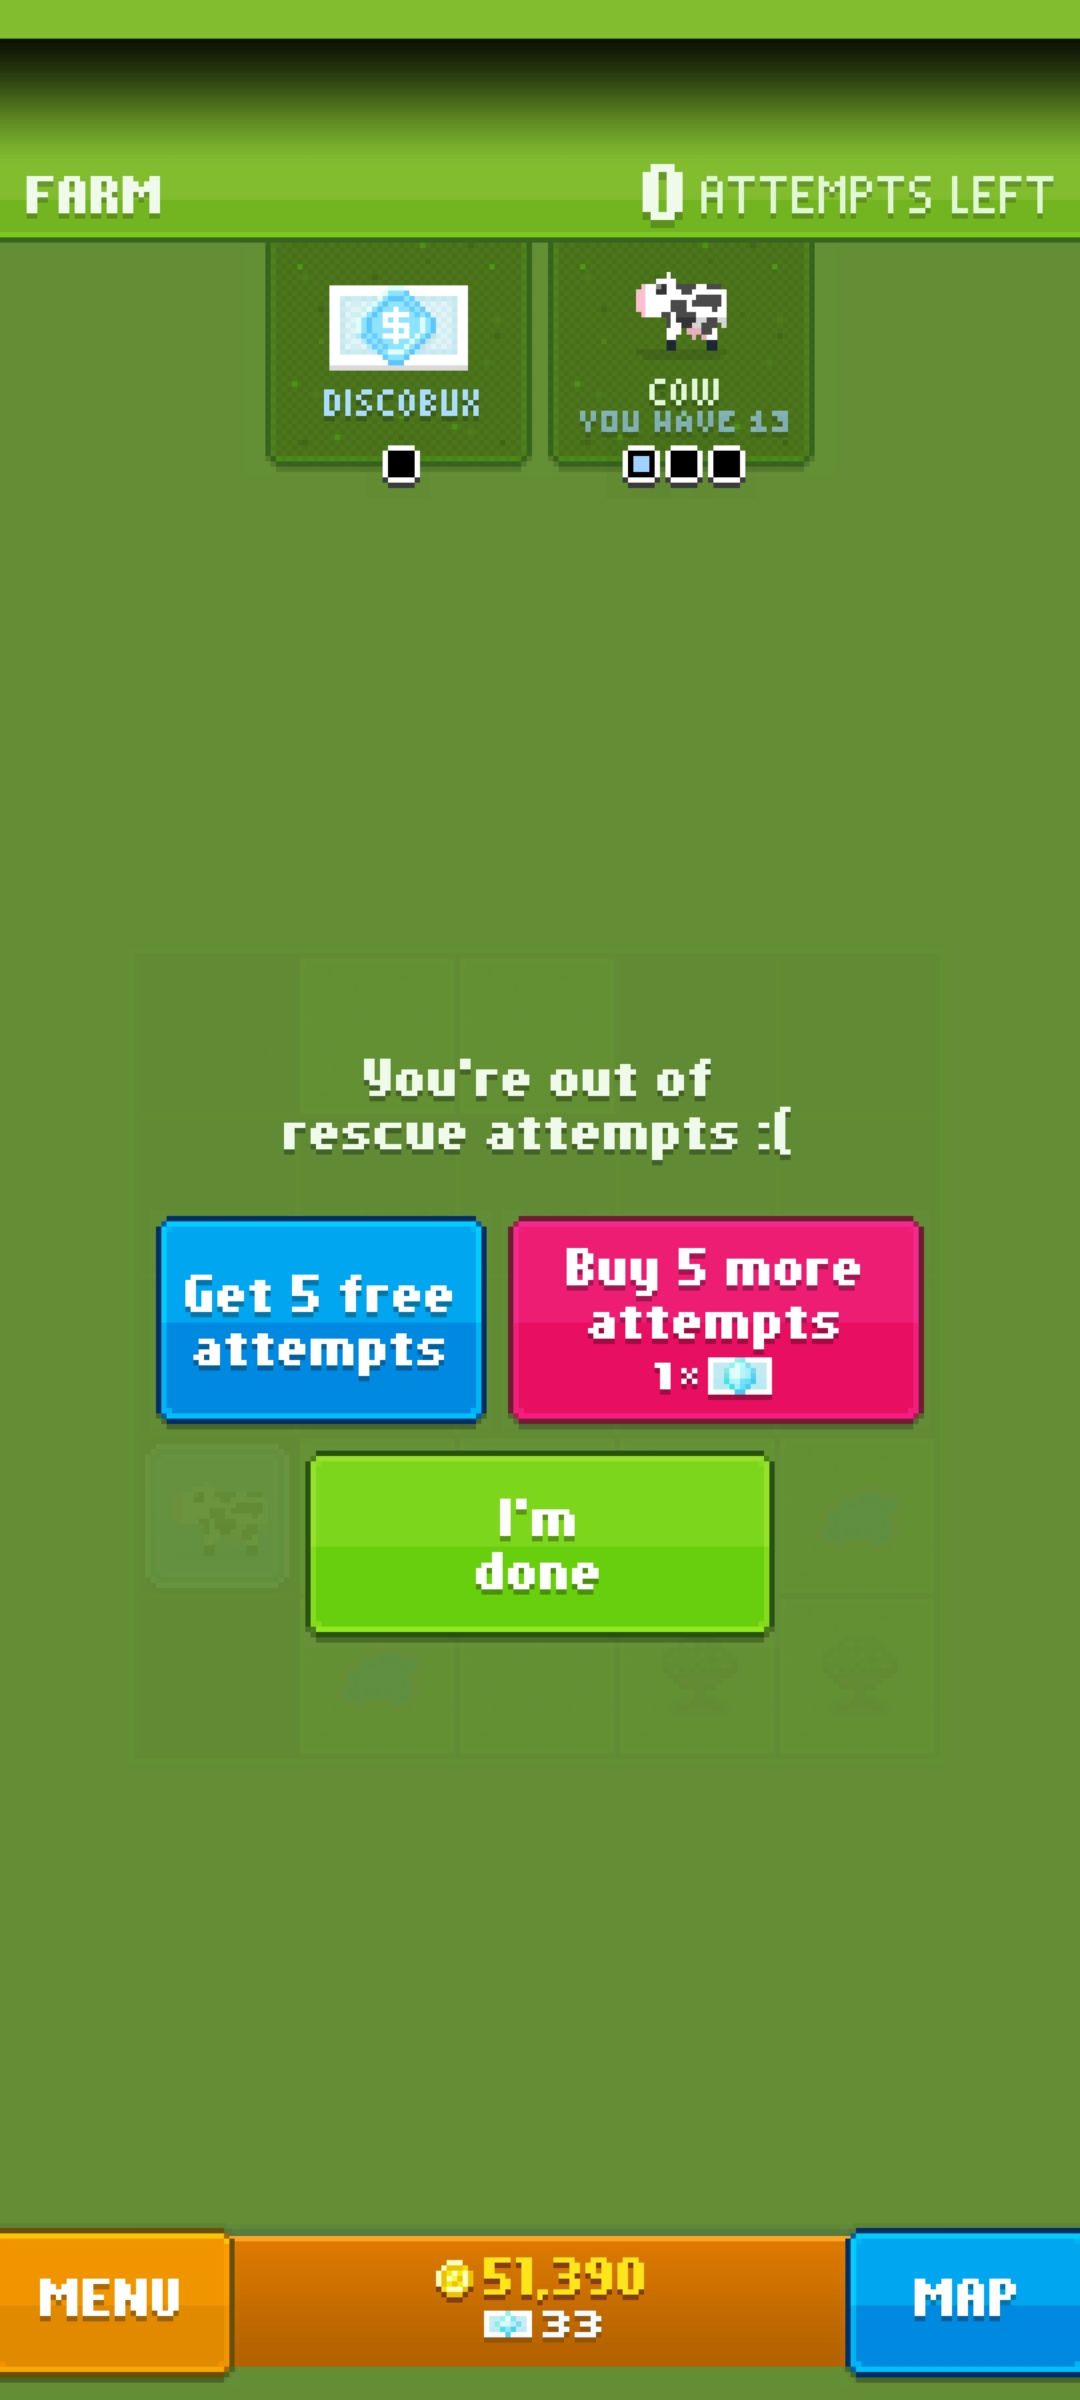 FARM
0 ATTEMPTS LEFT
$
DISCOBUX
COW
YOU HAVE 13
You're out of
rescue attempts :(
Get 5 free
attempts
Buy 5 more
attempts
1×
I'm
done
MENU
51,390
33
MAP